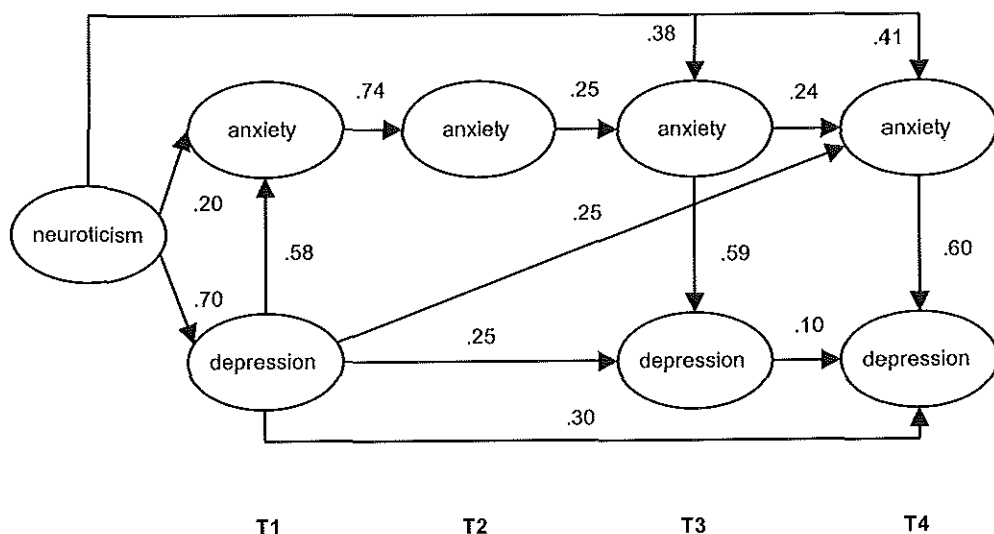 .38
.41
.74
.25
.24
anxiety
anxiety
anxiety
anxiety
.20
.25
neuroticism
.58
.59
.60
.70
.25
.10
depression
depression
depression
.30
T1
T2
T3
T4